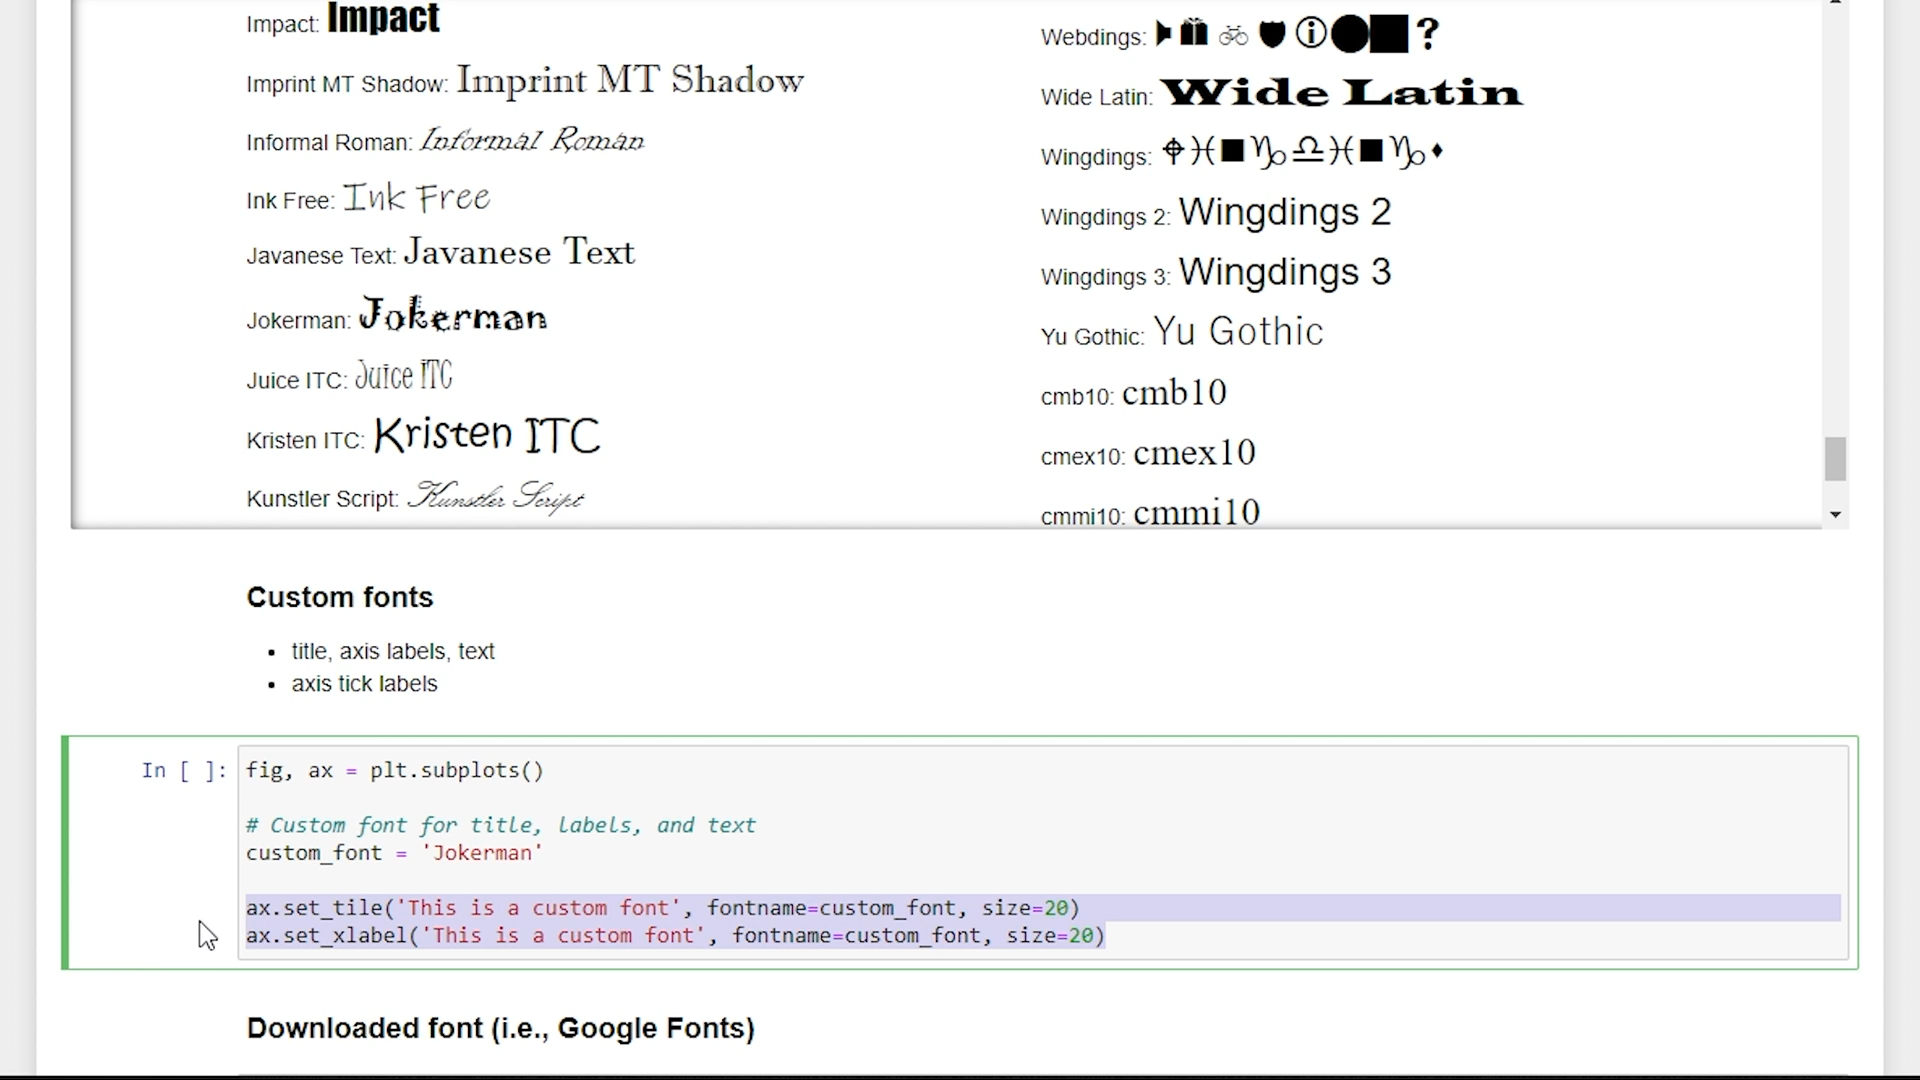 Impact: Impact
Imprint MT Shadow: Imprint MT Shadow
Informal Roman: Informal Roman
Ink Free: Ink Free
Javanese Text: Javanese Text
Jokerman: Jokerman
Juice ITC: Juice ITC
Kristen ITC: Kristen ITC
Kunstler Script: Kunstler Script
Webdings:
Wide Latin: Wide Latin
Wingdings: 
Wingdings 2: Wingdings 2
Wingdings 3: Wingdings 3
Yu Gothic: Yu Gothic
cmb10: cmb10
cmex10: cmex10
cmmi10: cmmi10
Custom fonts
• title, axis labels, text
• axis tick labels
In [ ]: fig, ax = plt.subplots()
# Custom font for title, labels, and text
custom_font = 'Jokerman'
ax.set_tile('This is a custom font', fontname=custom_font, size=20)
ax.set_xlabel('This is a custom font', fontname=custom_font, size=20)
Downloaded font (i.e., Google Fonts)